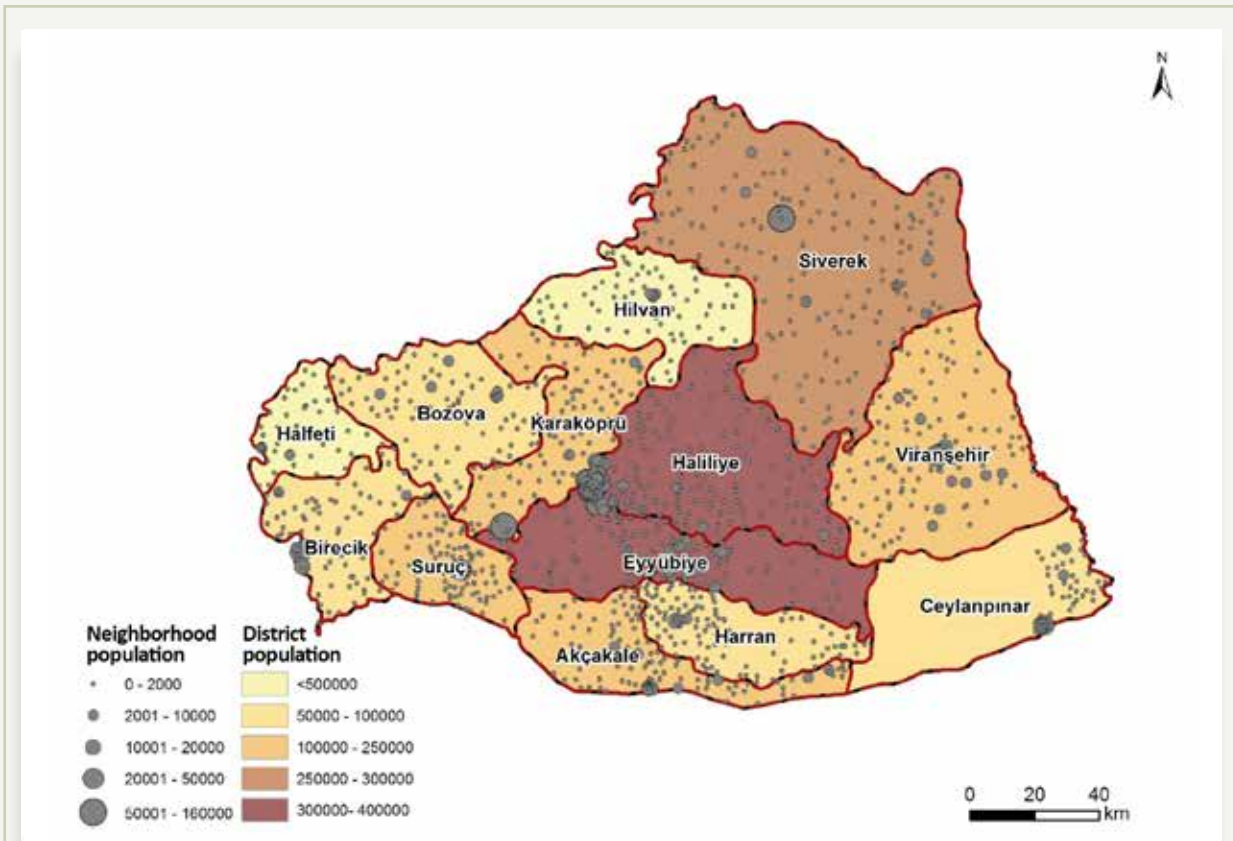 N
Siverek
Hilvan
Bozova
Karaköprü
Halfeti
Haliliye
Viranşehir
Birecik
Suruç
Eyyübiye
Ceylanpınar
Harran
Akçakale
Neighborhood
population
0 - 2000
2001 - 10000
10001 - 20000
20001 - 50000
50001 - 160000
District
population
<500000
50000 - 100000
100000 - 250000
250000 - 300000
300000- 400000
0 20 40
km